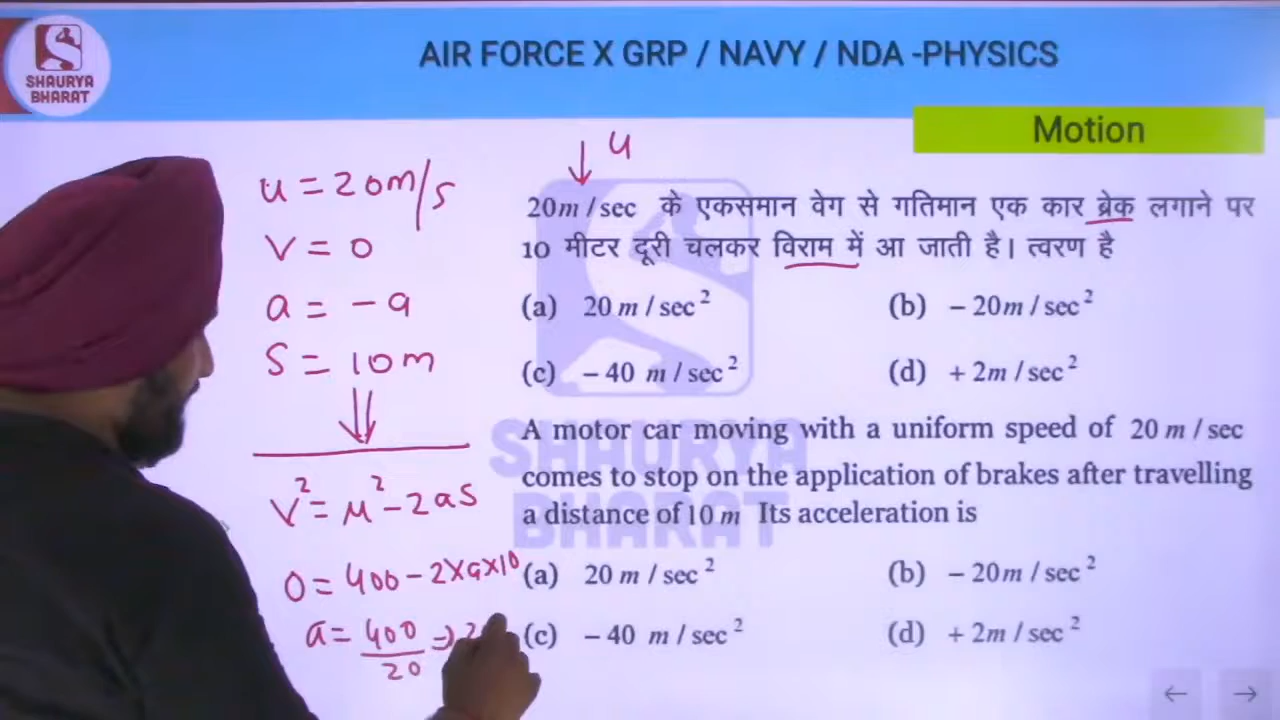 SHAURYA
BHARAT
AIR FORCE X GRP / NAVY / NDA -PHYSICS
Motion
u = 20m/s
v = 0
a = - a
S = 10m
v² = u² - 2as
0 = 400 - 2×a×10
a = 400/20 ⇒
u
20m/sec के एकसमान वेग से गतिमान एक कार ब्रेक लगाने पर
10 मीटर दूरी चलकर विराम में आ जाती है। त्वरण है
(a) 20 m / sec² (b) – 20m / sec²
(c) – 40 m / sec² (d) + 2m / sec²
A motor car moving with a uniform speed of 20 m / sec
comes to stop on the application of brakes after travelling
a distance of 10 m Its acceleration is
(a) 20 m / sec² (b) – 20m / sec²
(c) – 40 m / sec² (d) + 2m / sec²
SHAURYA
BHARAT